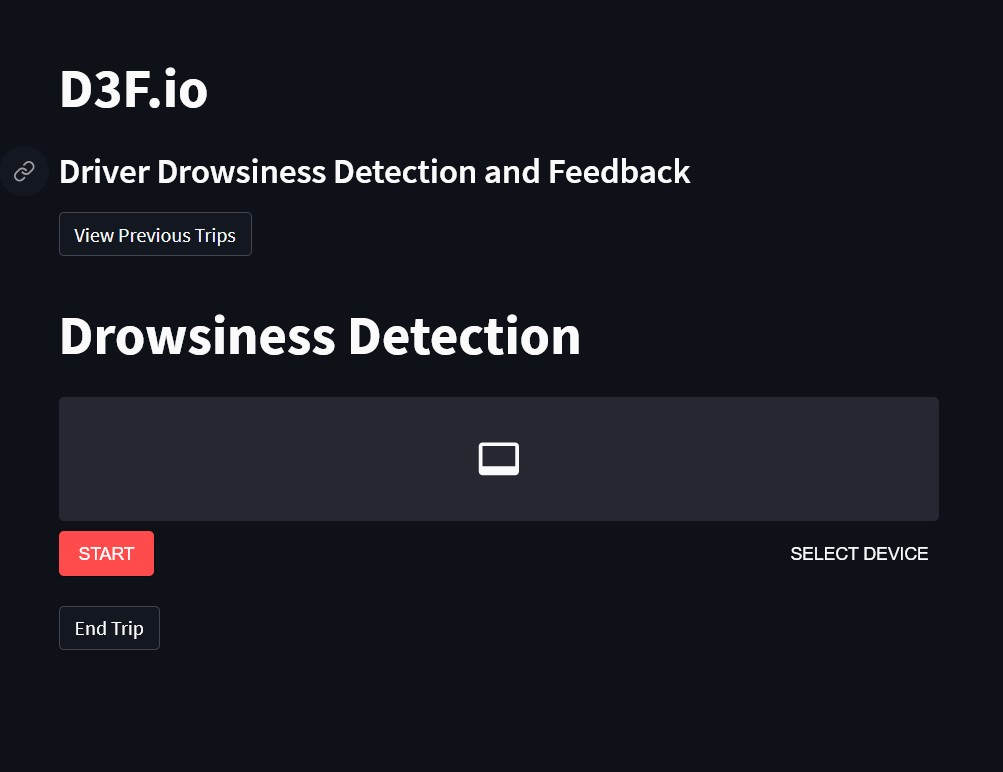 D3F.io
Driver Drowsiness Detection and Feedback
View Previous Trips
Drowsiness Detection
START
SELECT DEVICE
End Trip